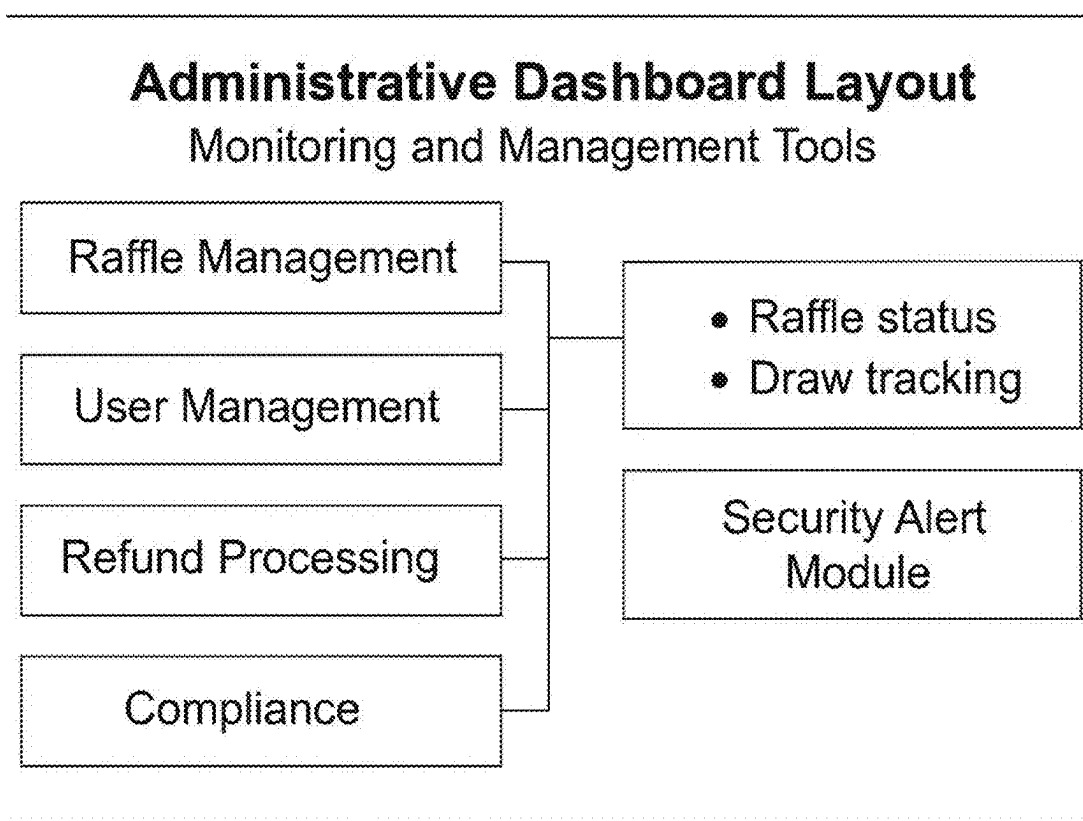 Administrative Dashboard Layout
Monitoring and Management Tools
Raffle Management
User Management
Refund Processing
Compliance
• Raffle status
• Draw tracking
Security Alert
Module